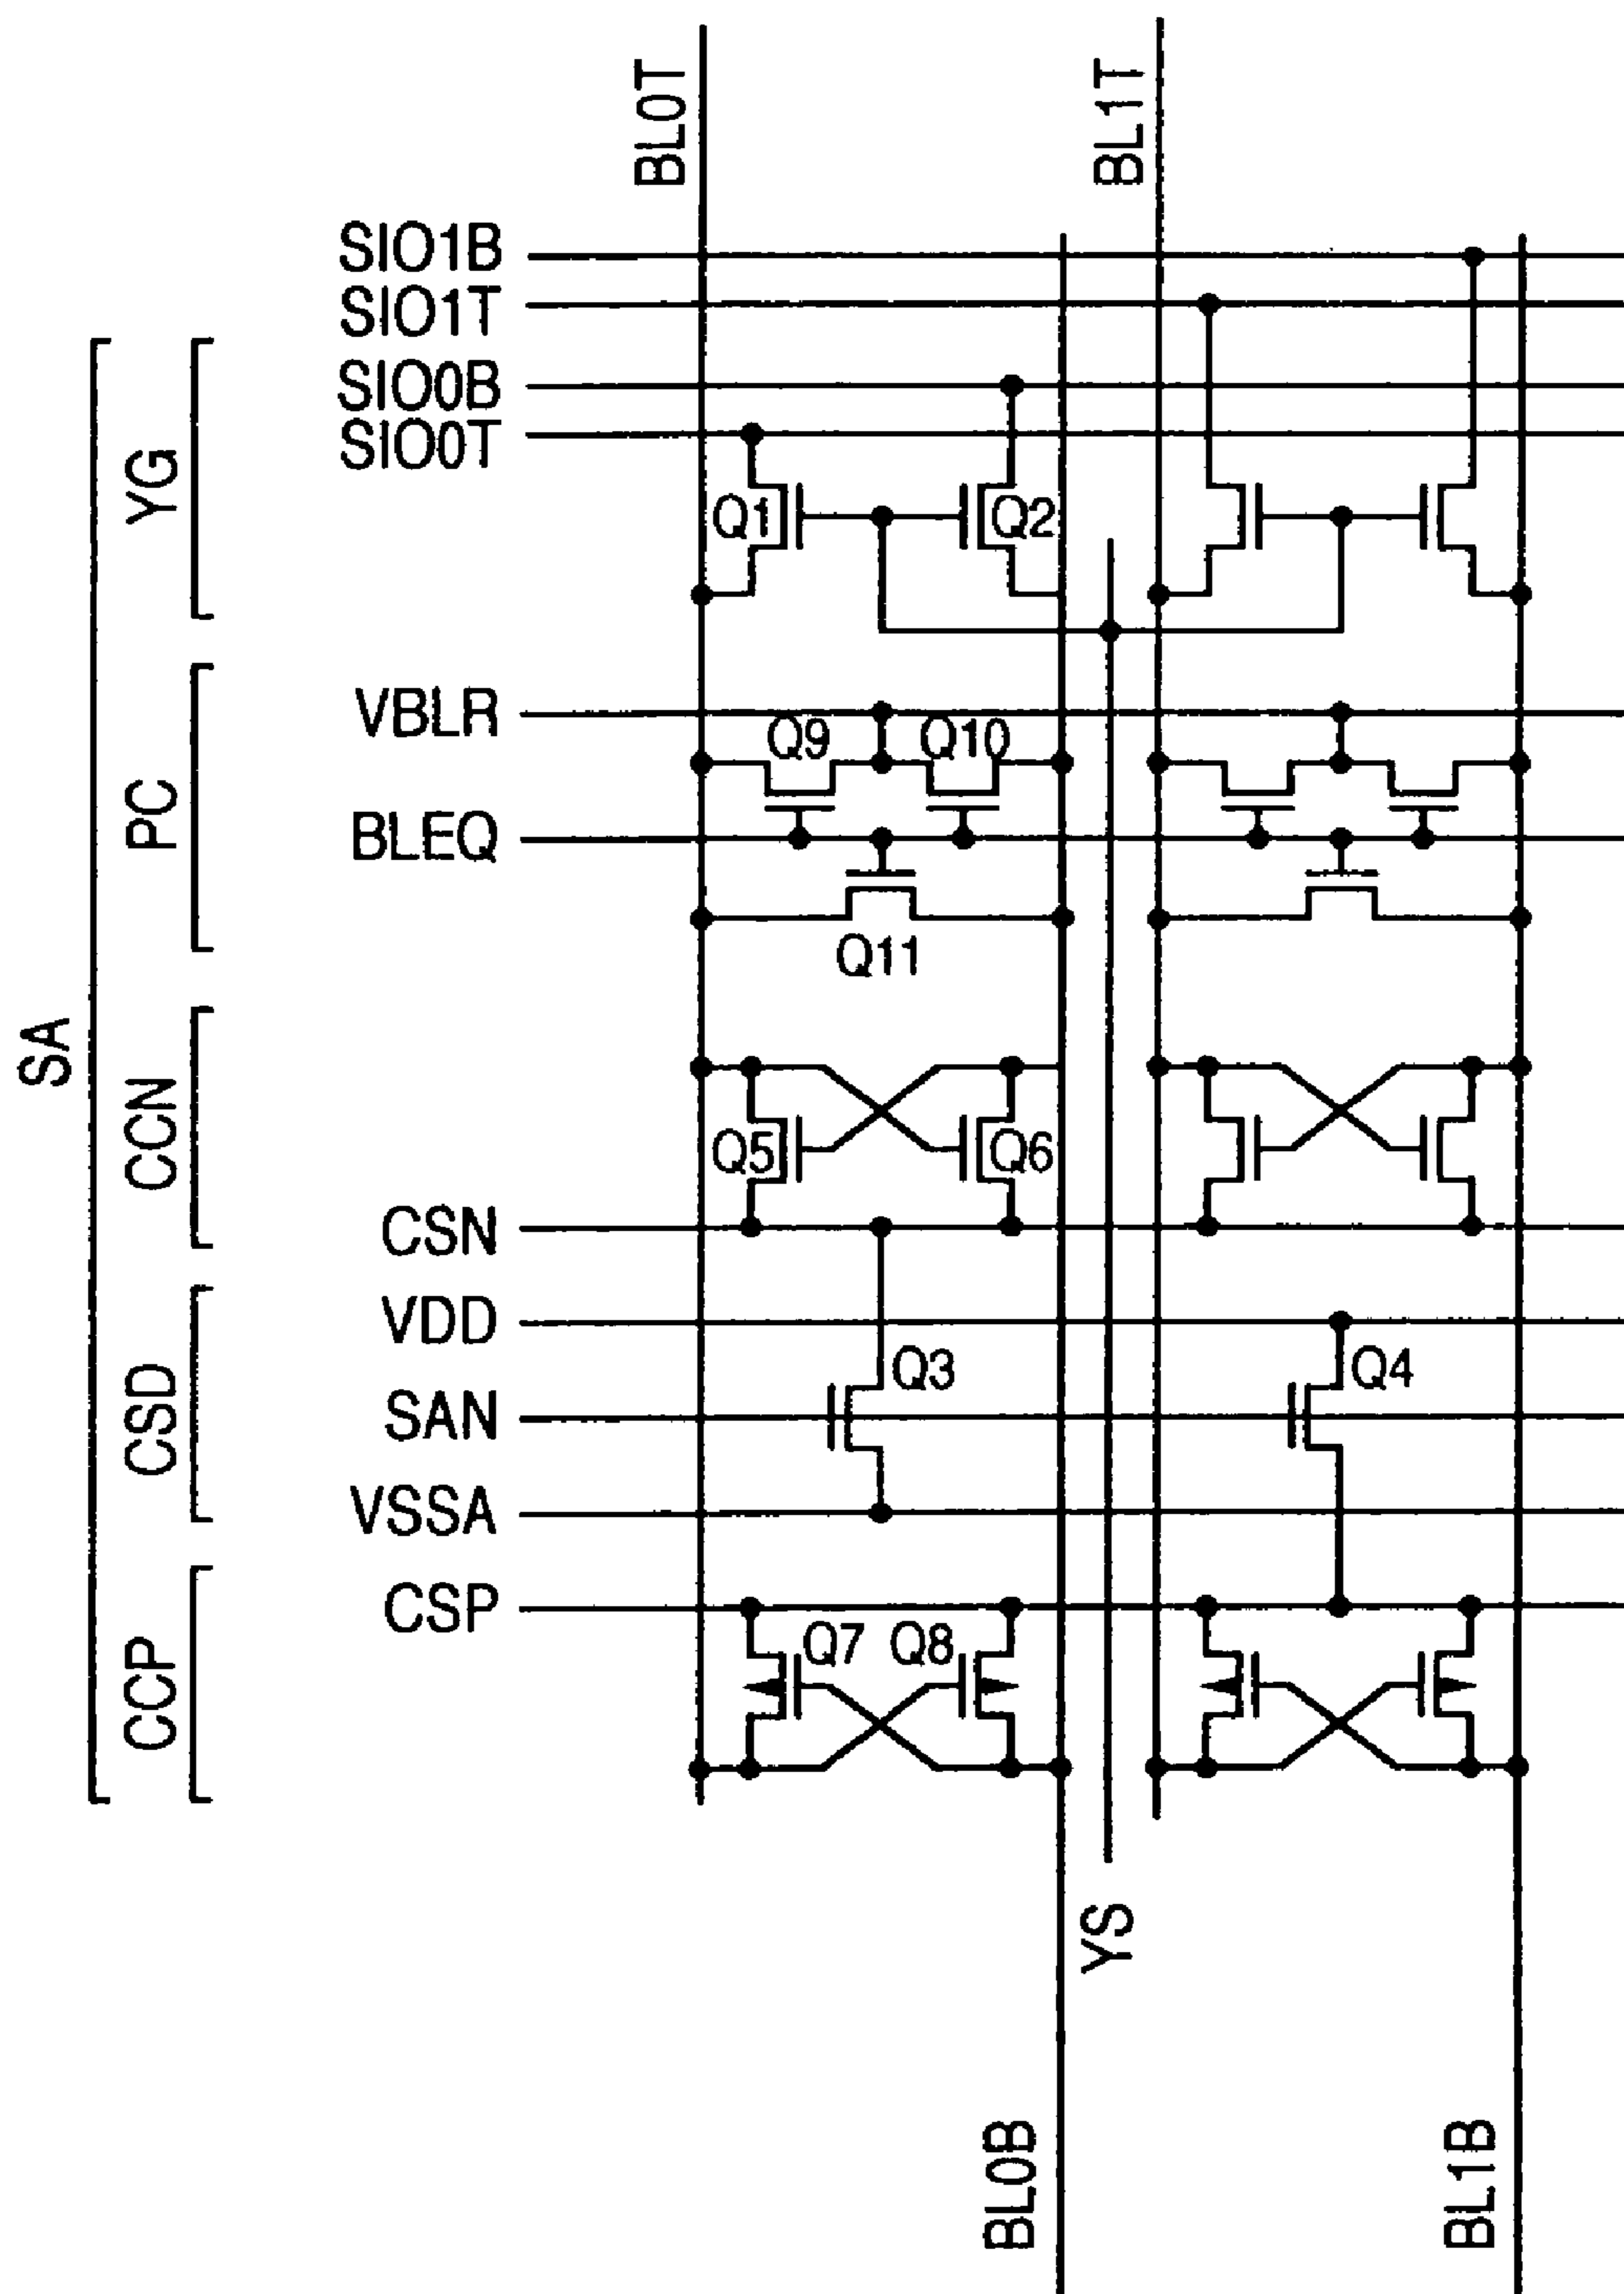 BL0T
BL1T
SIO1B
SIO1T
SIO0B
SIO0T
YG
Q1
Q2
VBLR
Q9
Q10
PC
BLEQ
Q11
SA
CCN
Q5
Q6
CSN
VDD
Q3
Q4
CSD
SAN
VSSA
CSP
CCP
Q7
Q8
YS
BL0B
BL1B